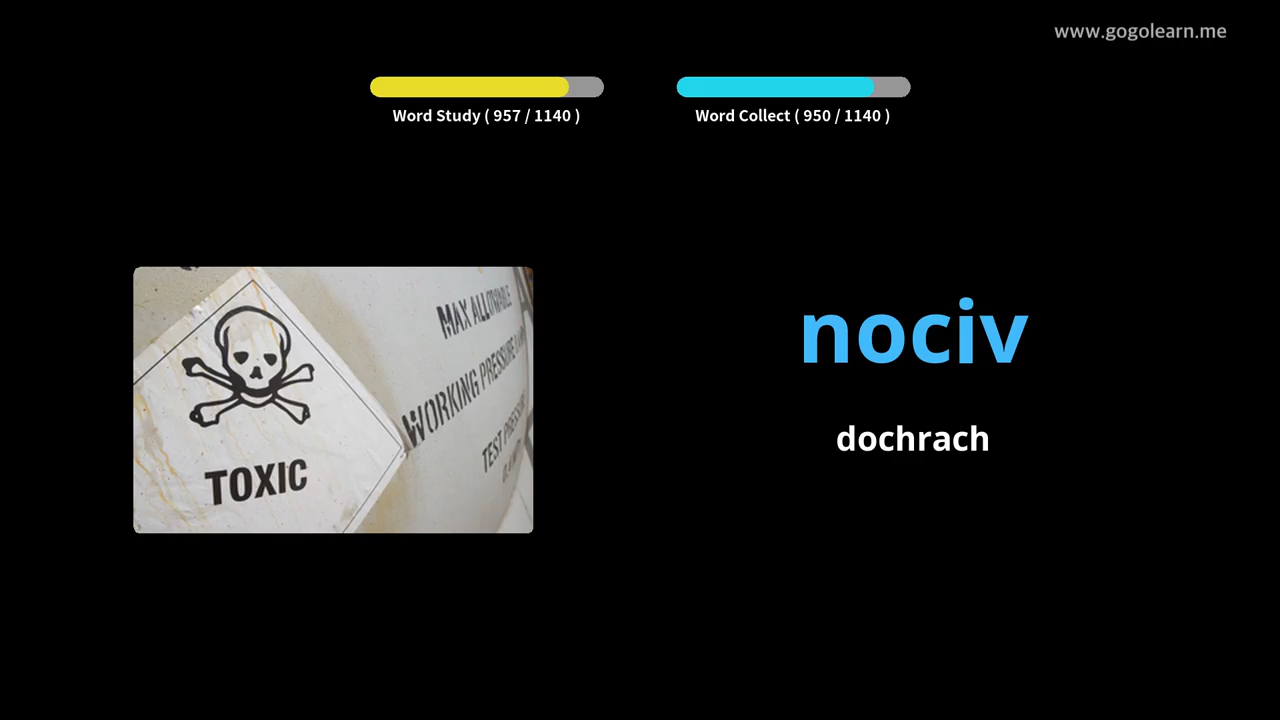 www.gogolearn.me
Word Study ( 957 / 1140 )
Word Collect ( 950 / 1140 )
MAX ALLOWABLE
WORKING PRESSURE
TEST PRESSURE
TOXIC
nociv
dochrach